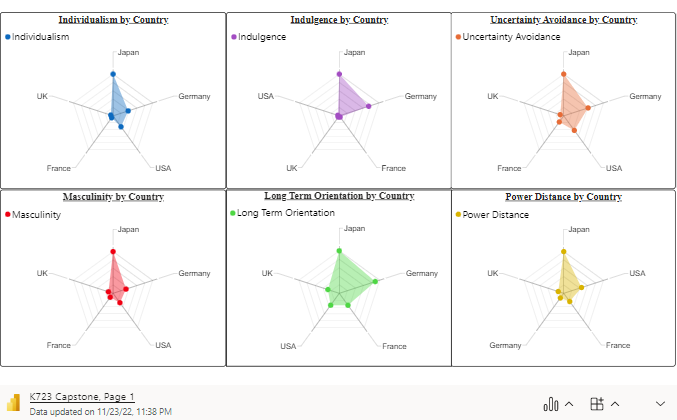 Individualism by Country
Individualism
Japan
UK
Germany
France
USA
Indulgence by Country
Indulgence
Japan
USA
Germany
UK
France
Uncertainty Avoidance by Country
Uncertainty Avoidance
Japan
UK
Germany
France
USA
Masculinity by Country
Masculinity
Japan
UK
Germany
France
USA
Long Term Orientation by Country
Long Term Orientation
Japan
UK
Germany
USA
France
Power Distance by Country
Power Distance
Japan
UK
USA
Germany
France
K723 Capstone, Page 1
Data updated on 11/23/22, 11:38 PM